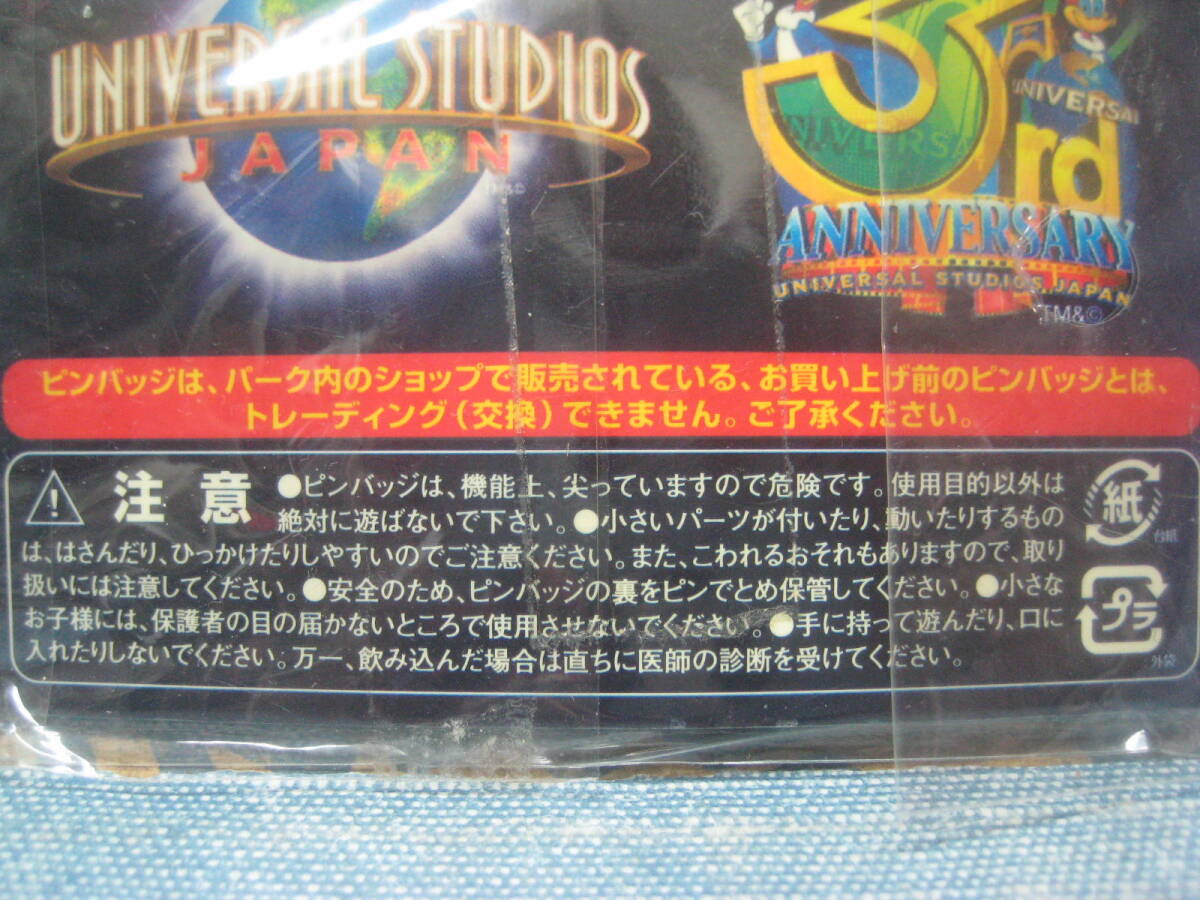 UNIVERSAL STUDIOS
JAPAN
3rd
UNIVERSAL
UNIVERSAL
ANNIVERSARY
UNIVERSAL STUDIOS JAPAN
TM&©
ピンバッジは、パーク内のショップで販売されている、お買い上げ前のピンバッジとは、
トレーディング(交換)できません。ご了承ください。
注意 ●ピンバッジは、機能上、尖っていますので危険です。使用目的以外は
絶対に遊ばないで下さい。●小さいパーツが付いたり、動いたりするもの
は、はさんだり、ひっかけたりしやすいのでご注意ください。また、こわれるおそれもありますので、取り
扱いには注意してください。●安全のため、ピンバッジの裏をピンでとめ保管してください。●小さな
お子様には、保護者の目の届かないところで使用させないでください。●手に持って遊んだり、口に
入れたりしないでください。万一、飲み込んだ場合は直ちに医師の診断を受けてください。
紙
台紙
プラ
外袋